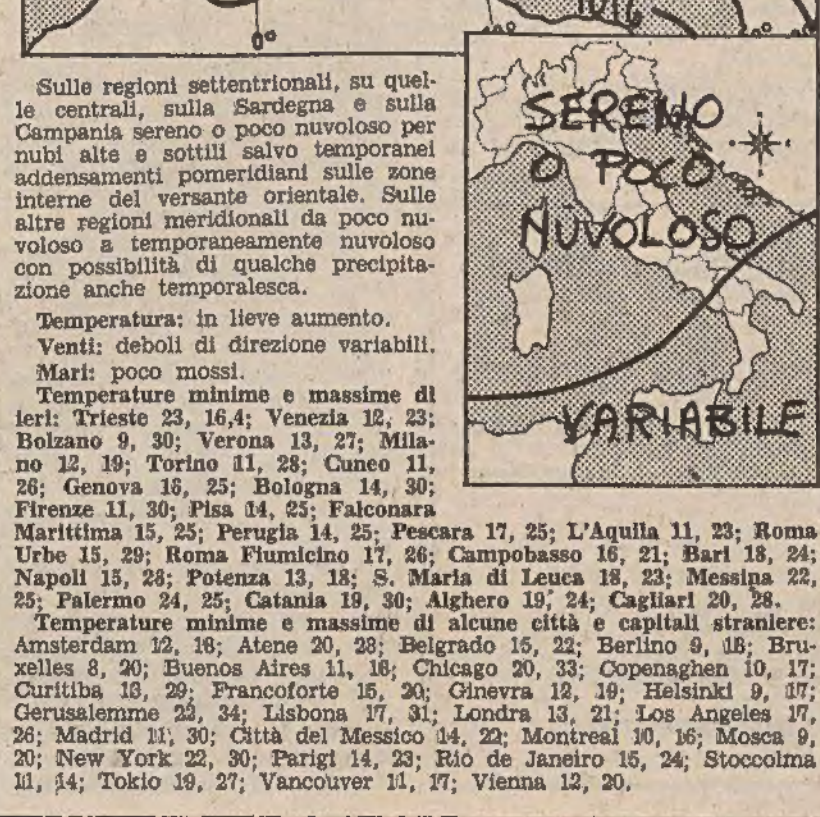 0°
1016
Sulle regioni settentrionali, su quel-
le centrali, sulla Sardegna e sulla
Campania sereno o poco nuvoloso per
nubi alte e sottili salvo temporanei
addensamenti pomeridiani sulle zone
interne del versante orientale. Sulle
altre regioni meridionali da poco nu-
voloso a temporaneamente nuvoloso
con possibilità di qualche precipita-
zione anche temporalesca.
Temperatura: in lieve aumento.
Venti: deboli di direzione variabili.
Mari: poco mossi.
Temperature minime e massime di
ieri: Trieste 23, 16,4; Venezia 12, 23;
Bolzano 9, 30; Verona 13, 27; Mila-
no 12, 19; Torino 11, 28; Cuneo 11,
26; Genova 16, 25; Bologna 14, 30;
Firenze 11, 30; Pisa 14, 25; Falconara
Marittima 15, 25; Perugia 14, 25; Pescara 17, 25; L'Aquila 11, 23; Roma
Urbe 15, 29; Roma Fiumicino 17, 26; Campobasso 16, 21; Bari 18, 24;
Napoli 15, 28; Potenza 13, 18; S. Maria di Leuca 18, 23; Messina 22,
25; Palermo 24, 25; Catania 19, 30; Alghero 19, 24; Cagliari 20, 28.
Temperature minime e massime di alcune città e capitali straniere:
Amsterdam 12, 18; Atene 20, 28; Belgrado 15, 22; Berlino 9, 18; Bru-
xelles 8, 20; Buenos Aires 11, 16; Chicago 20, 33; Copenaghen 10, 17;
Curitiba 13, 29; Francoforte 15, 20; Ginevra 12, 19; Helsinki 9, 17;
Gerusalemme 22, 34; Lisbona 17, 31; Londra 13, 21; Los Angeles 17,
26; Madrid 11, 30; Città del Messico 14, 22; Montreal 10, 16; Mosca 9,
20; New York 22, 30; Parigi 14, 23; Rio de Janeiro 15, 24; Stoccolma
11, 14; Tokio 19, 27; Vancouver 11, 17; Vienna 12, 20.
SERENO
O POCO
NUVOLOSO
VARIABILE